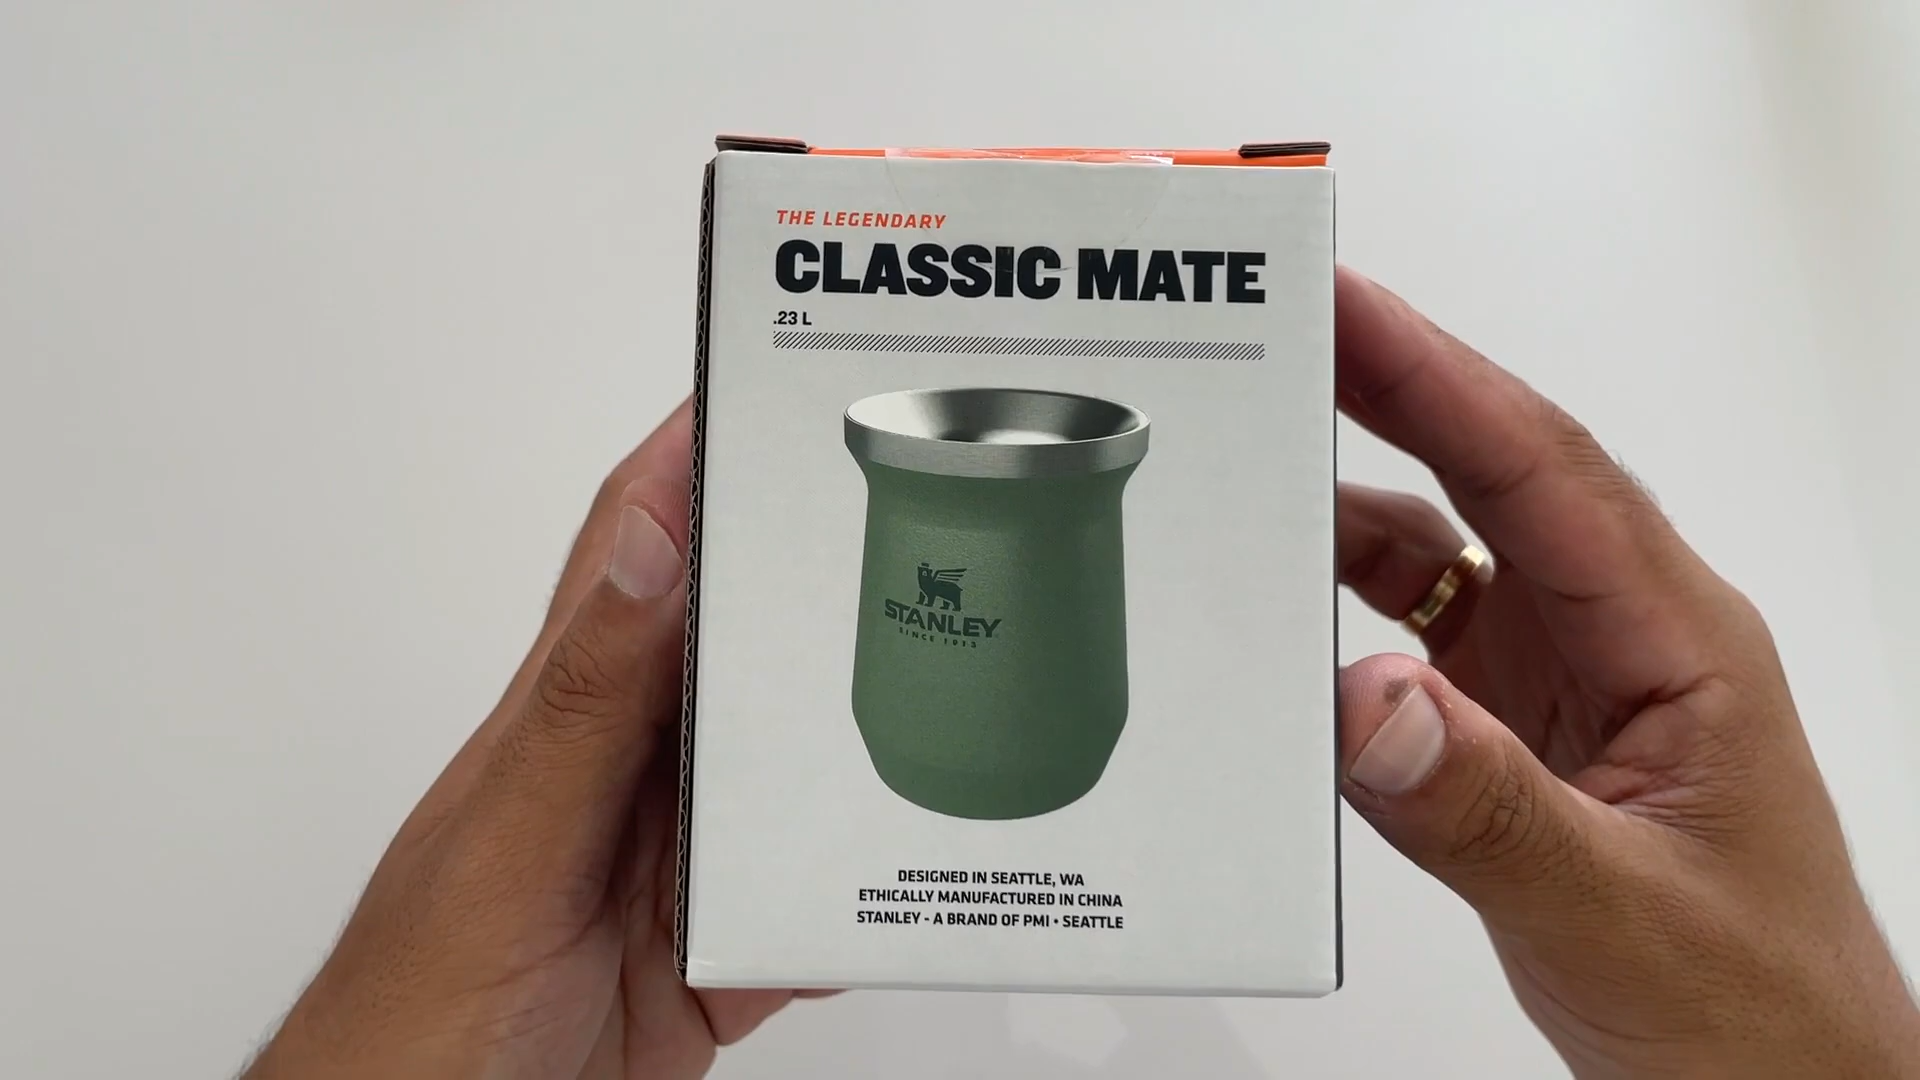 THE LEGENDARY
CLASSIC MATE
.23 L
STANLEY
SINCE 1913
DESIGNED IN SEATTLE, WA
ETHICALLY MANUFACTURED IN CHINA
STANLEY - A BRAND OF PMI • SEATTLE